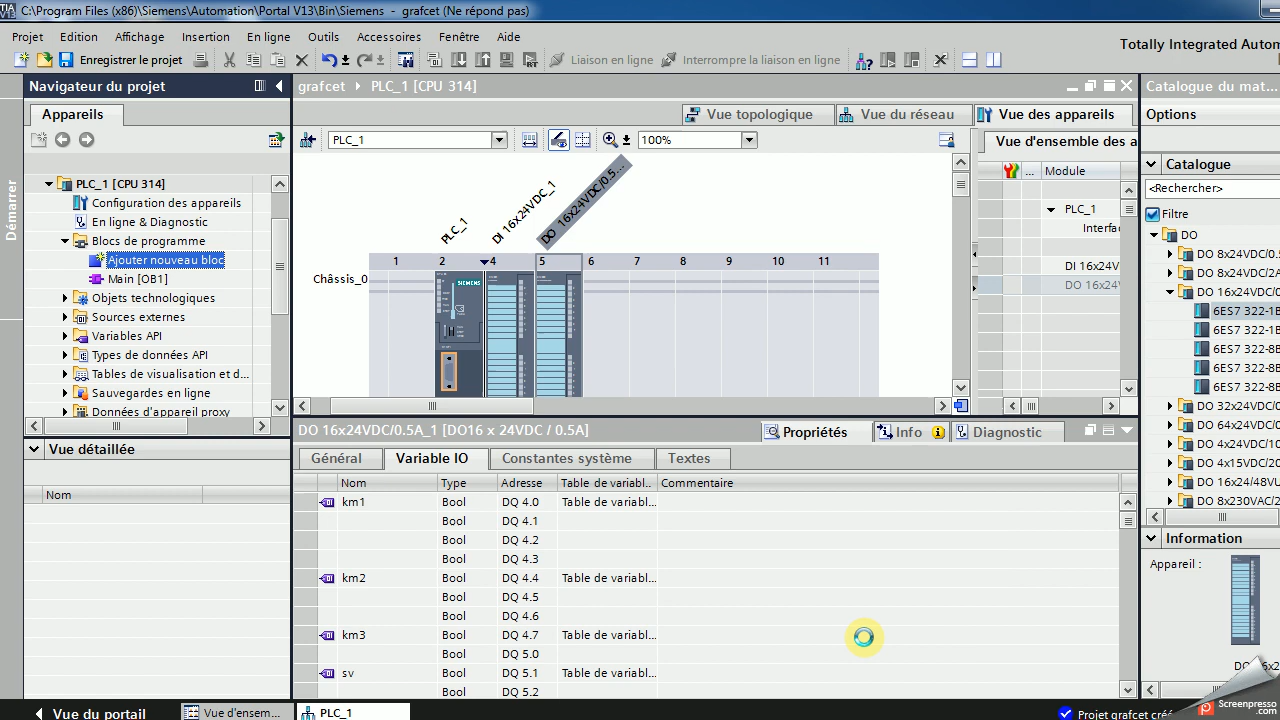 TIA
V13
C:\Program Files (x86)\Siemens\Automation\Portal V13\Bin\Siemens - grafcet (Ne répond pas)
Projet Edition Affichage Insertion En ligne Outils Accessoires Fenêtre Aide
Enregistrer le projet Liaison en ligne Interrompre la liaison en ligne
Totally Integrated Autom
Navigateur du projet
grafcet PLC_1 [CPU 314]
Catalogue du mat...
Appareils
Vue topologique Vue du réseau Vue des appareils
Options
PLC_1 100%
Vue d'ensemble des a
Démarrer
PLC_1 [CPU 314]
Configuration des appareils
En ligne & Diagnostic
Blocs de programme
Ajouter nouveau bloc
Main [OB1]
Objets technologiques
Sources externes
Variables API
Types de données API
Tables de visualisation et d...
Sauvegardes en ligne
Données d'appareil proxy
PLC_1
DI 16x24VDC_1
DO 16x24VDC/0.5...
1 2 4 5 6 7 8 9 10 11
Châssis_0
SIEMENS
... Module
PLC_1
Interfa
DI 16x24V
DO 16x24V
Catalogue
<Rechercher>
Filtre
DO
DO 8x24VDC/0.5
DO 8x24VDC/2A
DO 16x24VDC/0
6ES7 322-1B
6ES7 322-1B
6ES7 322-8B
6ES7 322-8B
6ES7 322-8B
DO 32x24VDC/0
DO 64x24VDC/0
DO 4x24VDC/10
DO 4x15VDC/20
DO 16x24/48VU
DO 8x230VAC/2
Information
Appareil :
DO 16x2
Vue détaillée
Nom
DO 16x24VDC/0.5A_1 [DO16 x 24VDC / 0.5A]
Propriétés Info Diagnostic
Général Variable IO Constantes système Textes
Nom Type Adresse Table de variabl.. Commentaire
km1 Bool DQ 4.0 Table de variabl...
Bool DQ 4.1
Bool DQ 4.2
Bool DQ 4.3
km2 Bool DQ 4.4 Table de variabl...
Bool DQ 4.5
Bool DQ 4.6
km3 Bool DQ 4.7 Table de variabl...
Bool DQ 5.0
sv Bool DQ 5.1 Table de variabl...
Bool DQ 5.2
Vue du portail Vue d'ensem... PLC_1
Projet grafcet créé
Screenpresso
.com